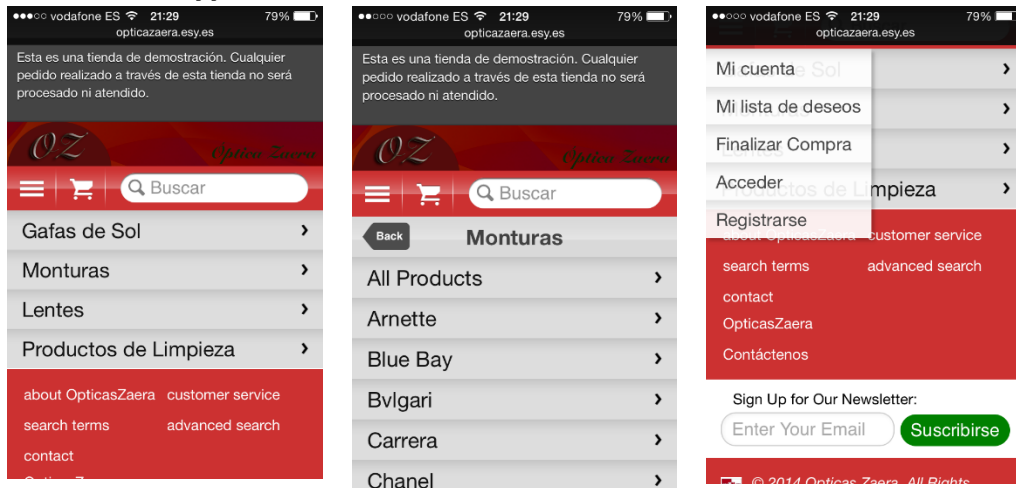 vodafone ES 21:29 79%
opticazaera.esy.es
Esta es una tienda de demostración. Cualquier
pedido realizado a través de esta tienda no será
procesado ni atendido.
OZ
Optica Zaera
Buscar
Gafas de Sol
Monturas
Lentes
Productos de Limpieza
about OpticasZaera customer service
search terms advanced search
contact
vodafone ES 21:29 79%
opticazaera.esy.es
Esta es una tienda de demostración. Cualquier
pedido realizado a través de esta tienda no será
procesado ni atendido.
OZ
Optica Zaera
Buscar
Back Monturas
All Products
Arnette
Blue Bay
Bvlgari
Carrera
Chanel
vodafone ES 21:29 79%
opticazaera.esy.es
Mi cuenta
Mi lista de deseos
Finalizar Compra
Acceder
Registrarse
de Sol
Productos de Limpieza
about OpticasZaera customer service
search terms advanced search
contact
OpticasZaera
Contáctenos
Sign Up for Our Newsletter:
Enter Your Email Suscribirse
© 2014 Opticas Zaera. All Rights